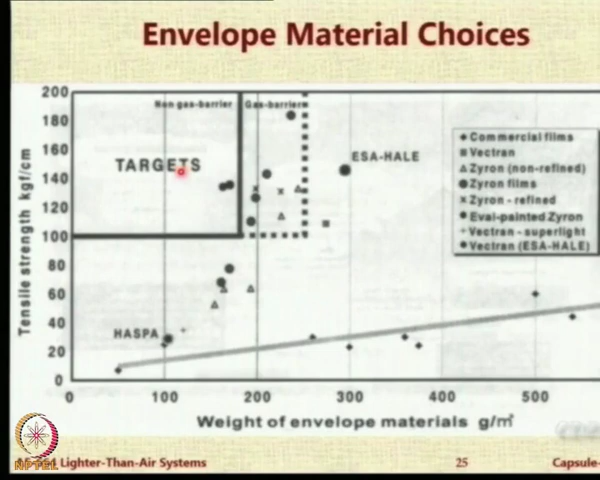 Envelope Material Choices
Non gas-barrier Gas-barrier
TARGETS
ESA-HALE
HASPA
Commercial films
Vectran
Zyron (non-refined)
Zyron films
Zyron - refined
Eval-painted Zyron
Vectran - superlight
Vectran (ESA-HALE)
Tensile strength kgf/cm
200
180
160
140
120
100
80
60
40
20
0
0 100 200 300 400 500
Weight of envelope materials g/m²
NPTEL
Lighter-Than-Air Systems 25 Capsule-